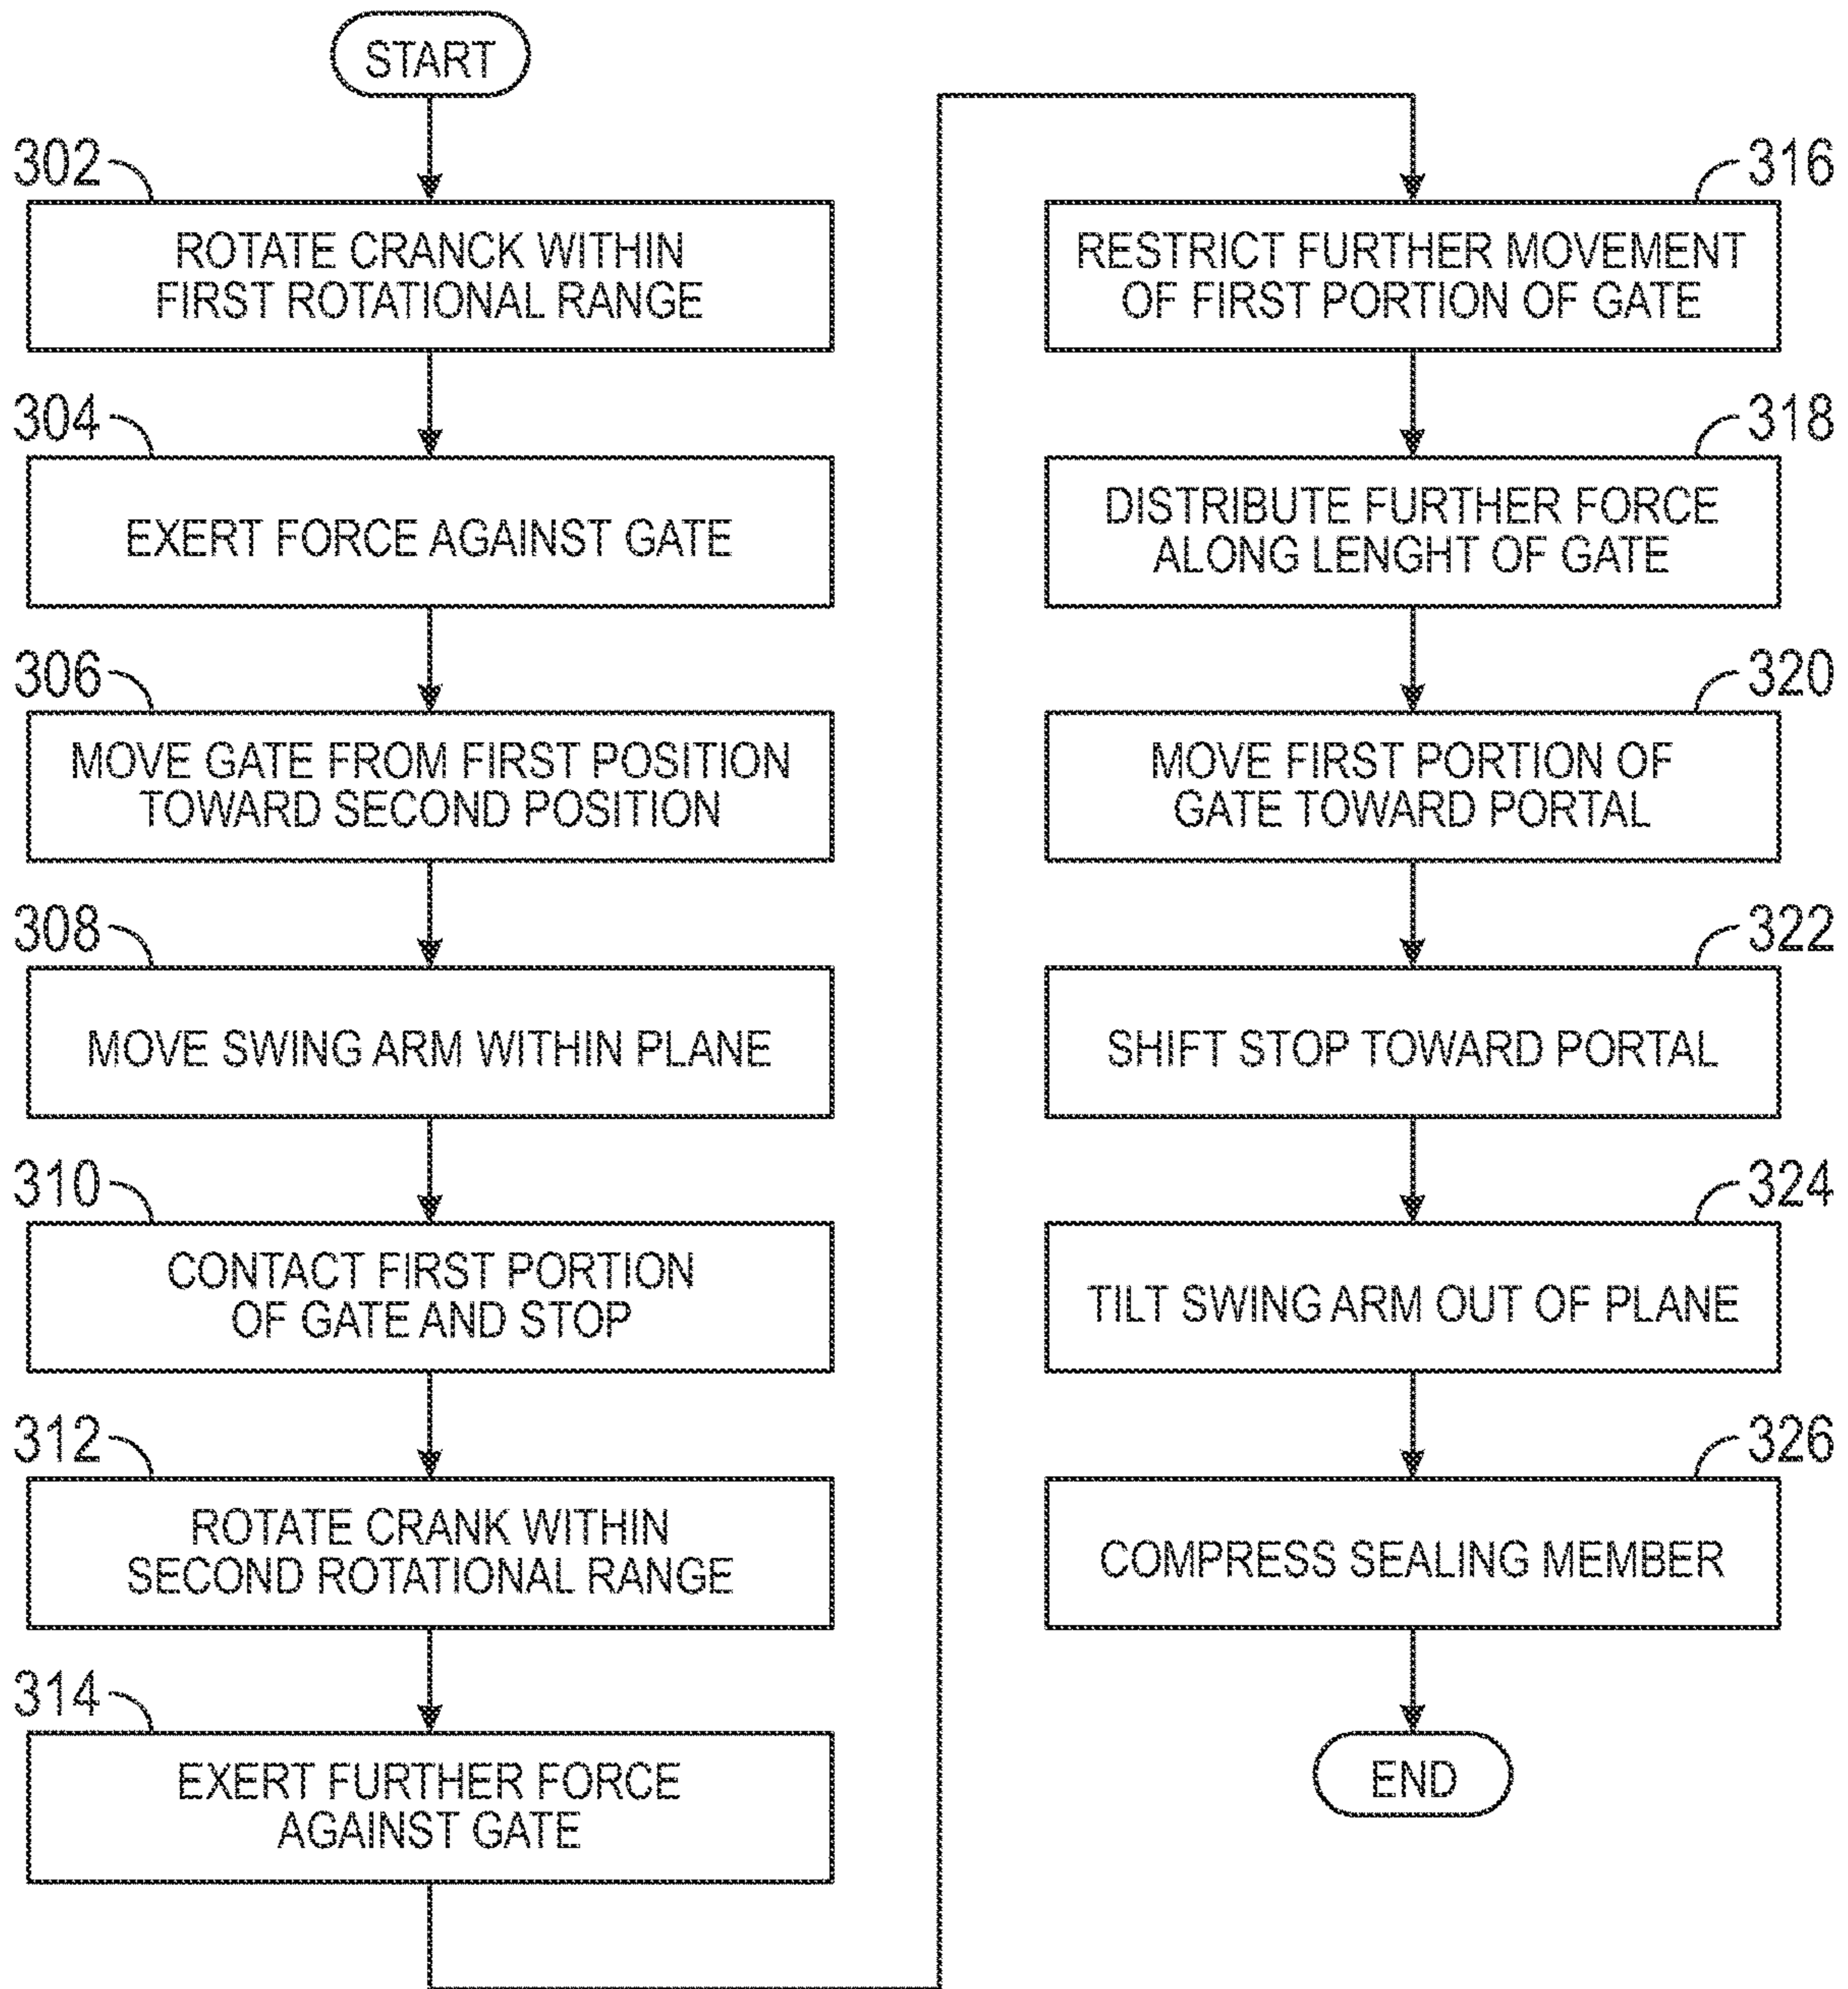 START
302
ROTATE CRANCK WITHIN
FIRST ROTATIONAL RANGE
304
EXERT FORCE AGAINST GATE
306
MOVE GATE FROM FIRST POSITION
TOWARD SECOND POSITION
308
MOVE SWING ARM WITHIN PLANE
310
CONTACT FIRST PORTION
OF GATE AND STOP
312
ROTATE CRANK WITHIN
SECOND ROTATIONAL RANGE
314
EXERT FURTHER FORCE
AGAINST GATE
316
RESTRICT FURTHER MOVEMENT
OF FIRST PORTION OF GATE
318
DISTRIBUTE FURTHER FORCE
ALONG LENGHT OF GATE
320
MOVE FIRST PORTION OF
GATE TOWARD PORTAL
322
SHIFT STOP TOWARD PORTAL
324
TILT SWING ARM OUT OF PLANE
326
COMPRESS SEALING MEMBER
END